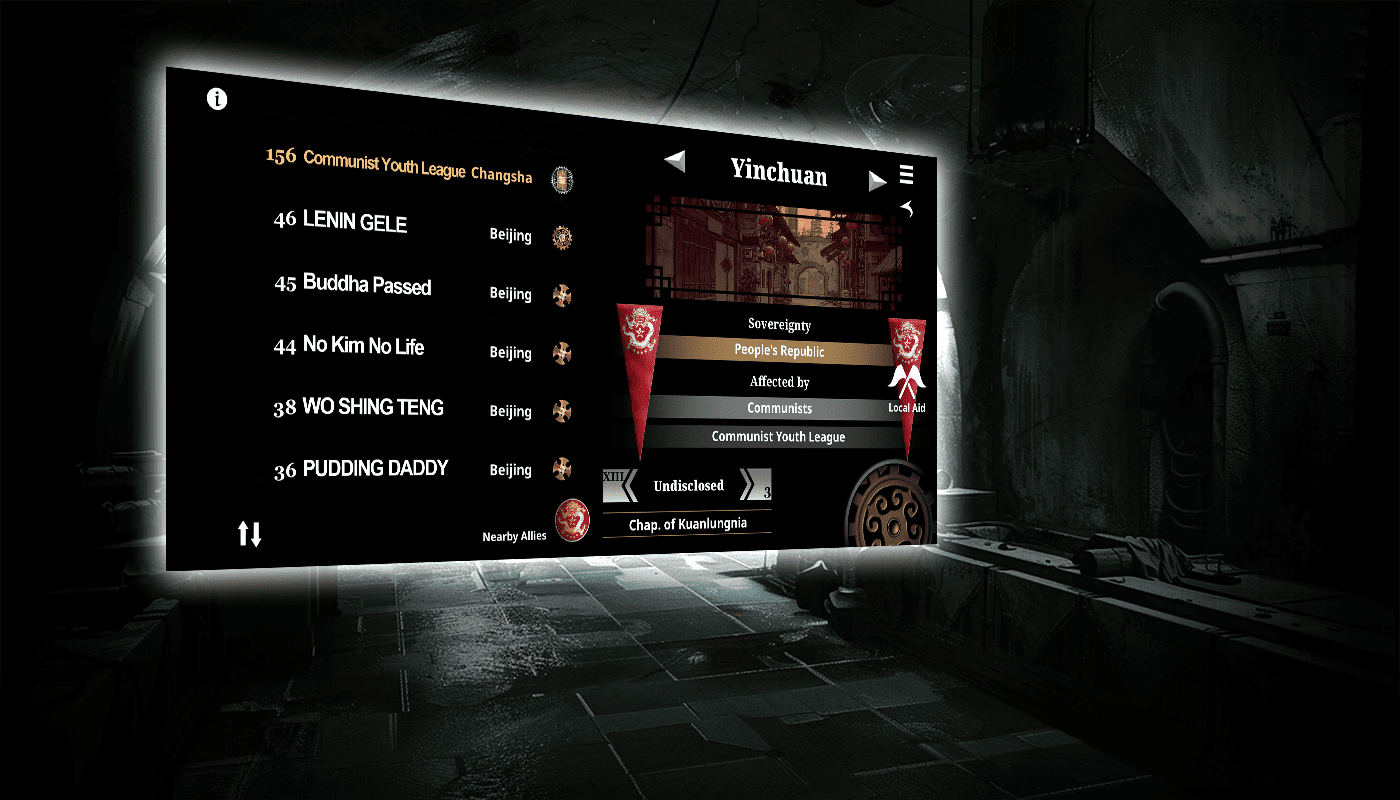 156 Communist Youth League Changsha
46 LENIN GELE Beijing
45 Buddha Passed Beijing
44 No Kim No Life Beijing
38 WO SHING TENG Beijing
36 PUDDING DADDY Beijing
Nearby Allies
Yinchuan
Sovereignty
People's Republic
Affected by
Communists
Local Aid
Communist Youth League
XIII Undisclosed 3
Chap. of Kuanlungnia